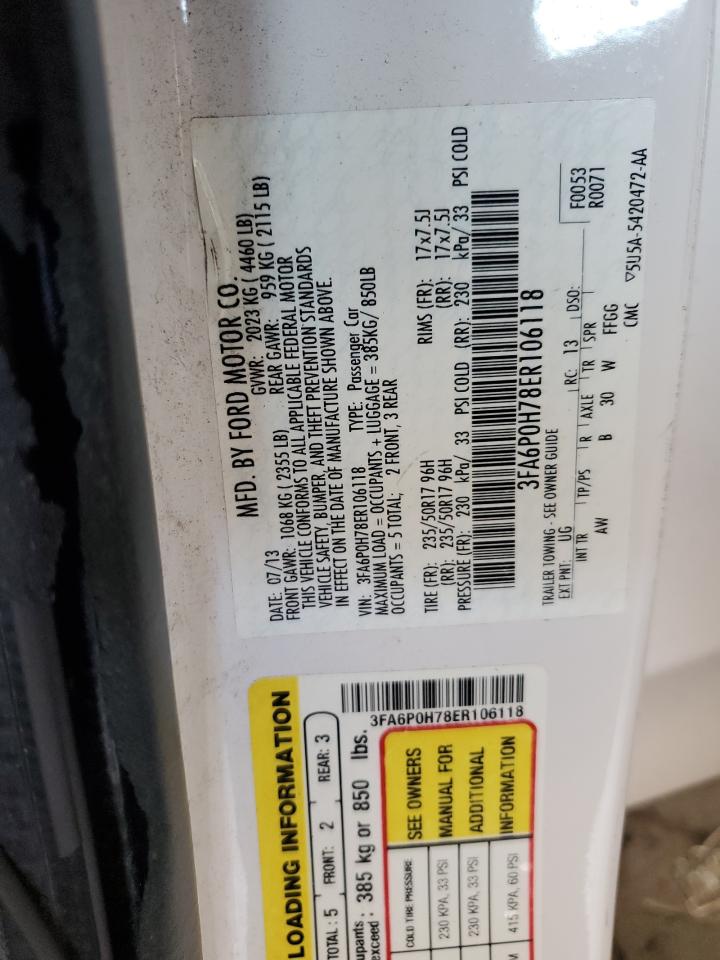 MFD. BY FORD MOTOR CO.
DATE: 07/13 GVWR: 2023 KG ( 4460 LB)
FRONT GAWR: 1068 KG ( 2355 LB) REAR GAWR: 959 KG ( 2115 LB)
THIS VEHICLE CONFORMS TO ALL APPLICABLE FEDERAL MOTOR
VEHICLE SAFETY, BUMPER, AND THEFT PREVENTION STANDARDS
IN EFFECT ON THE DATE OF MANUFACTURE SHOWN ABOVE.
VIN: 3FA6P0H78ER106118 TYPE: Passenger Car
MAXIMUM LOAD = OCCUPANTS + LUGGAGE = 385KG/ 850LB
OCCUPANTS = 5 TOTAL; 2 FRONT, 3 REAR
TIRE (FR): 235/50R17 96H RIMS (FR): 17x7.5J
(RR): 235/50R17 96H (RR): 17x7.5J
PRESSURE (FR): 230 kPa/ 33 PSI COLD (RR): 230 kPa/ 33 PSI COLD
3FA6P0H78ER106118
TRAILER TOWING - SEE OWNER GUIDE F0053
EXT PNT: UG RC: 13 DSO: R0071
INT TR TP/PS R AXLE TR SPR
AW B 30 W FFGG
CMC ▽5U5A-5420472-AA
LOADING INFORMATION
TOTAL: 5 FRONT: 2 REAR: 3
upants
exceed: 385 kg or 850 lbs.
3FA6P0H78ER106118
COLD TIRE PRESSURE SEE OWNERS
230 KPA, 33 PSI MANUAL FOR
230 KPA, 33 PSI ADDITIONAL
M 415 KPA, 60 PSI INFORMATION